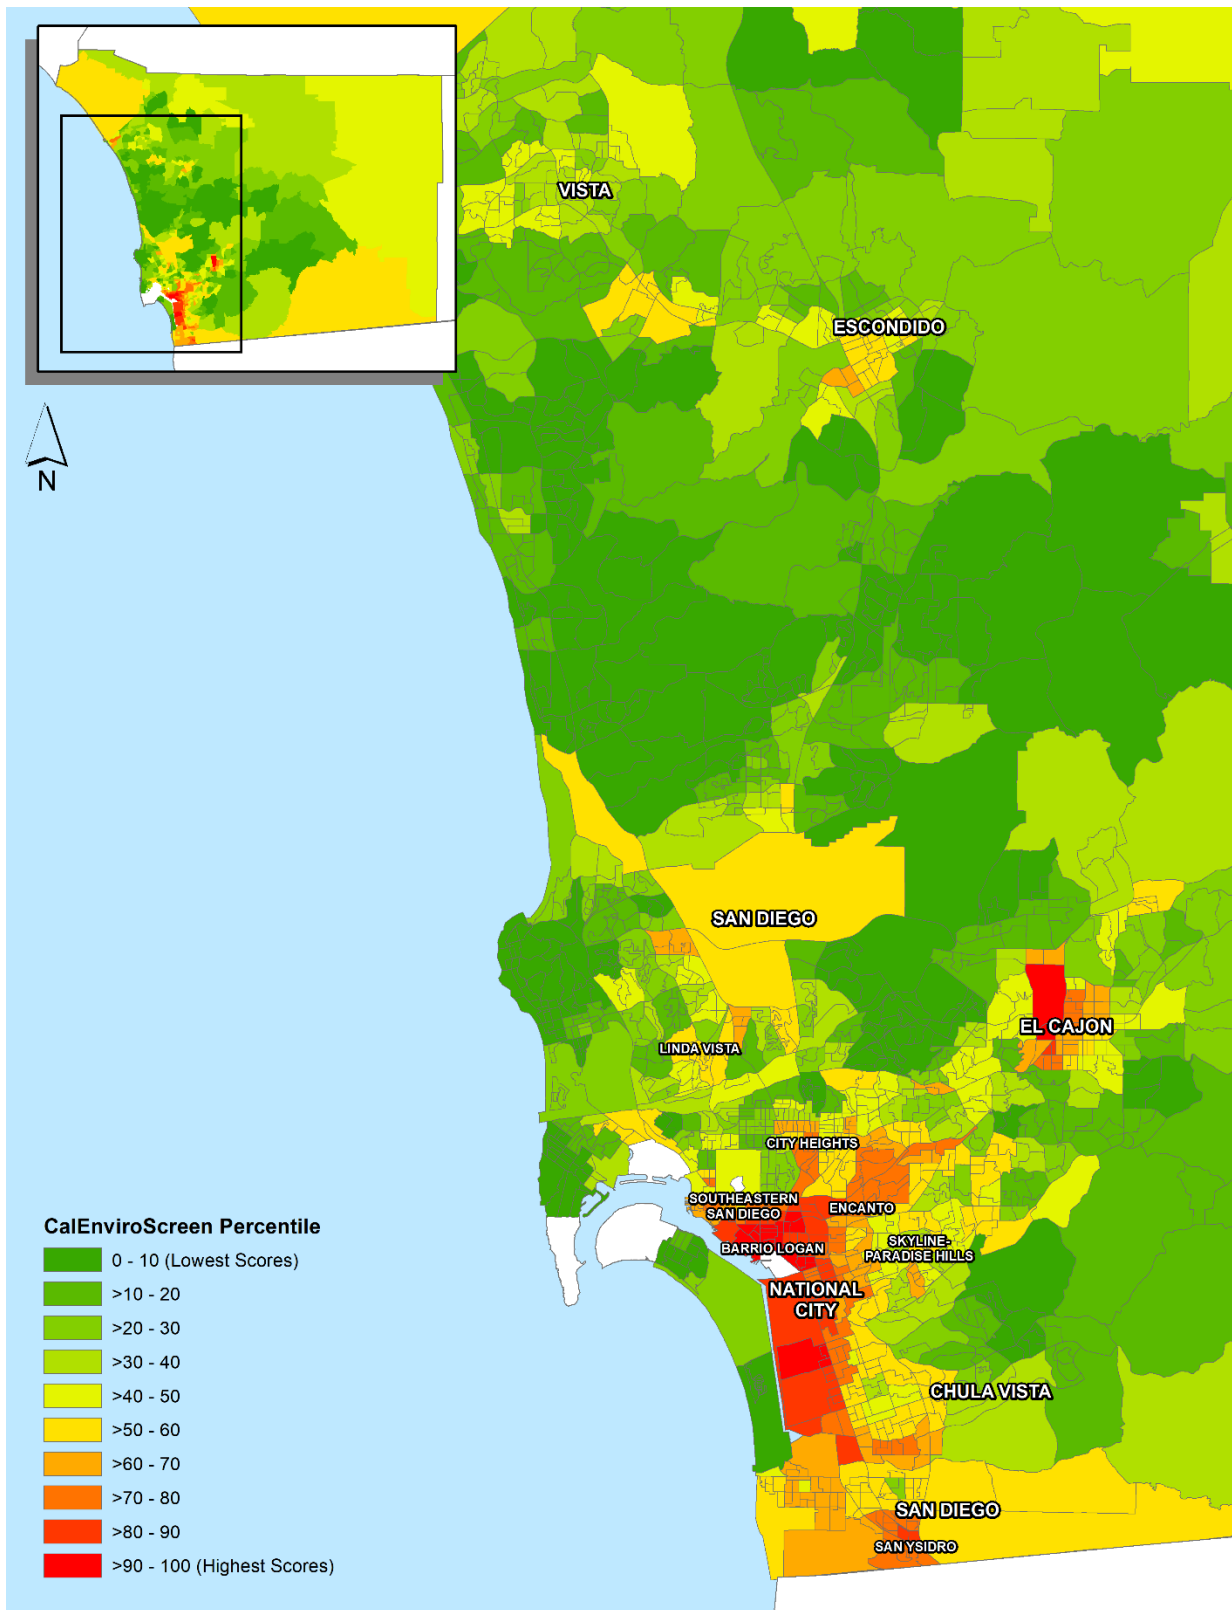 VISTA
ESCONDIDO
N
SAN DIEGO
EL CAJON
LINDA VISTA
CITY HEIGHTS
SOUTHEASTERN
SAN DIEGO
ENCANTO
BARRIO LOGAN
SKYLINE-
PARADISE HILLS
NATIONAL
CITY
CHULA VISTA
SAN DIEGO
SAN YSIDRO
CalEnviroScreen Percentile
0 - 10 (Lowest Scores)
>10 - 20
>20 - 30
>30 - 40
>40 - 50
>50 - 60
>60 - 70
>70 - 80
>80 - 90
>90 - 100 (Highest Scores)